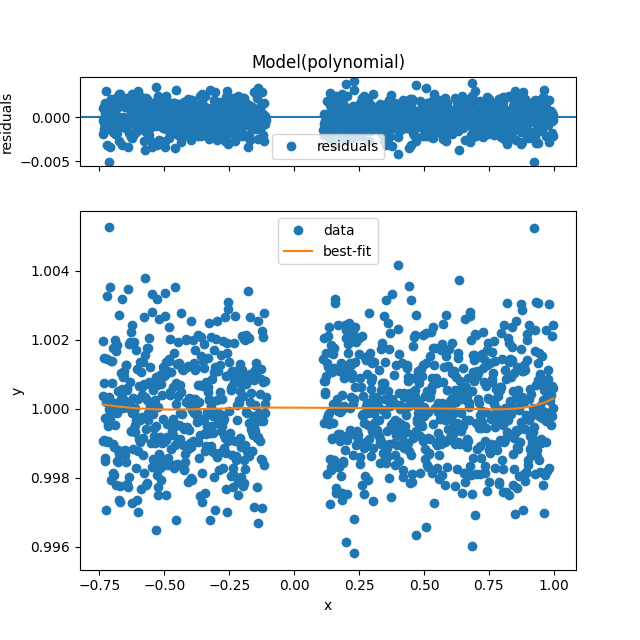 Model(polynomial)
residuals
0.000
−0.005
residuals
data
best-fit
y
1.004
1.002
1.000
0.998
0.996
−0.75 −0.50 −0.25 0.00 0.25 0.50 0.75 1.00
x